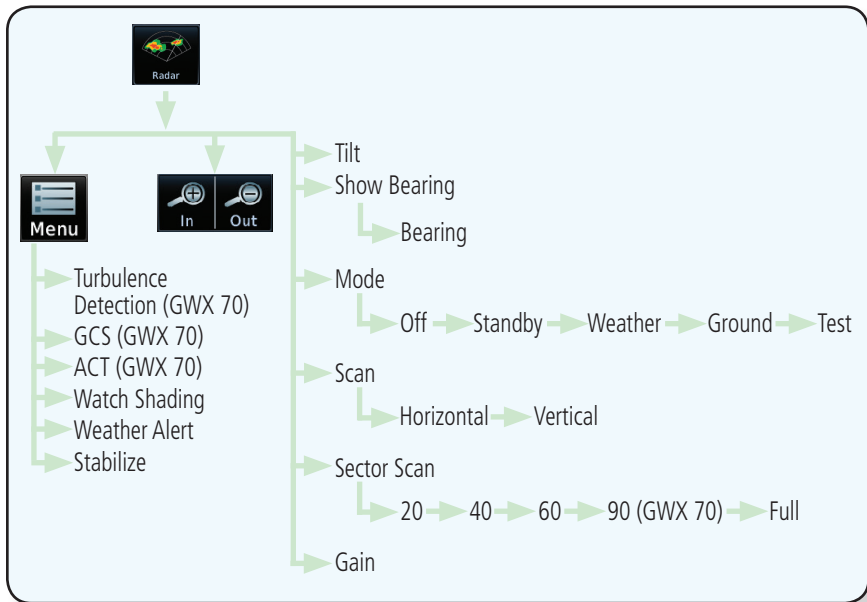 Radar
Menu
In Out
Turbulence
Detection (GWX 70)
GCS (GWX 70)
ACT (GWX 70)
Watch Shading
Weather Alert
Stabilize
Tilt
Show Bearing
Bearing
Mode
Off Standby Weather Ground Test
Scan
Horizontal Vertical
Sector Scan
20 40 60 90 (GWX 70) Full
Gain